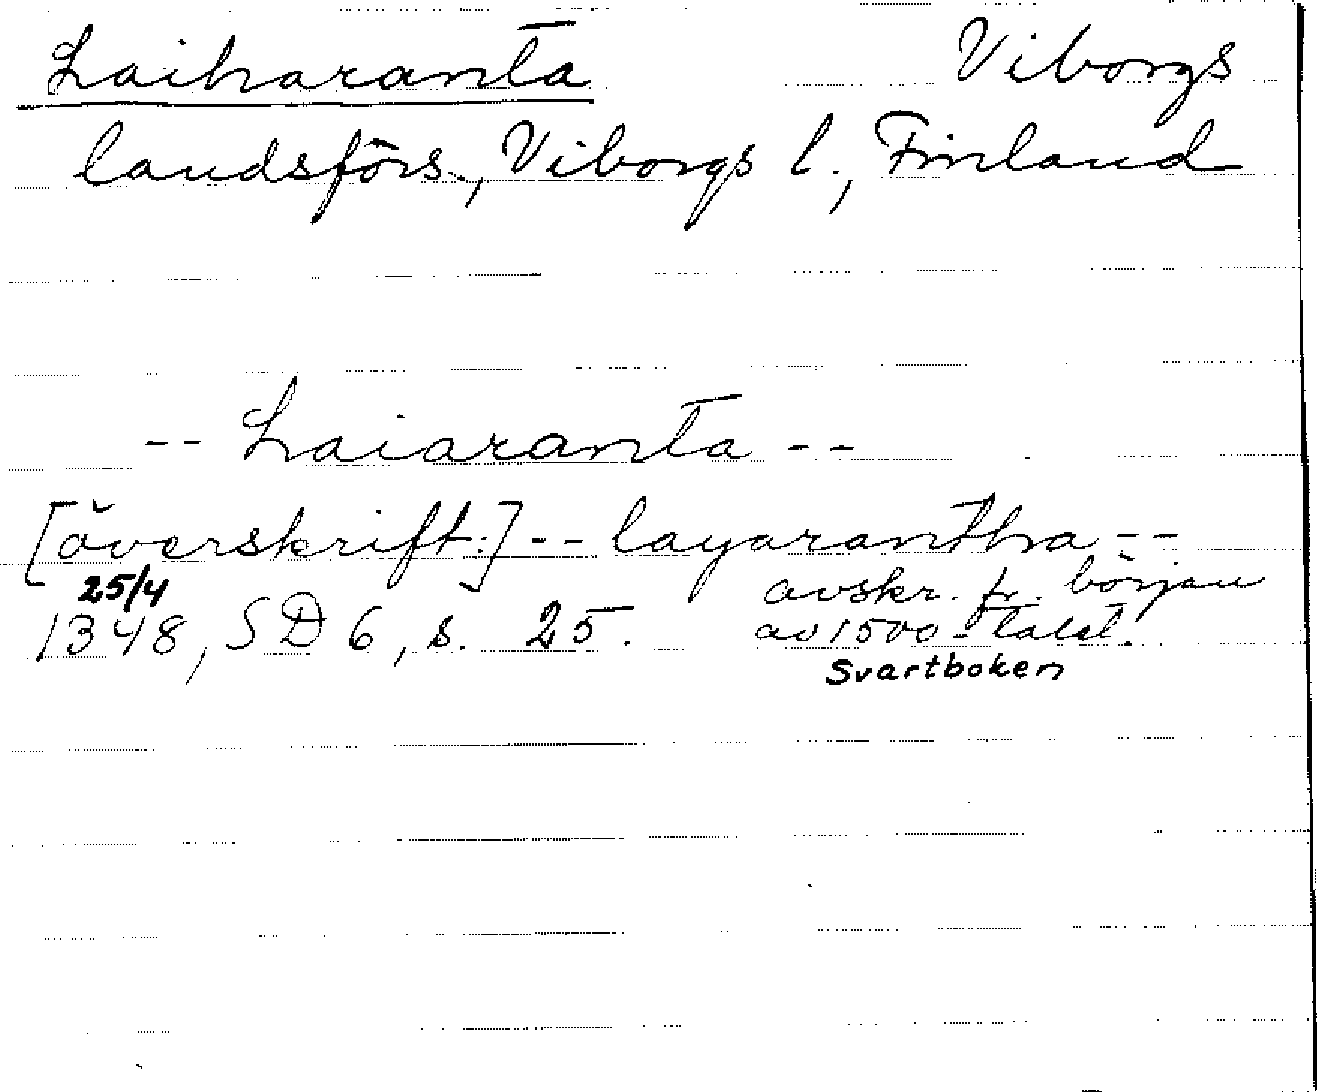 Laiharanta Viborgs
landsförs., Viborgs l., Finland
-- Laiaranta --
[överskrift:] -- layarantha --
25/4 avskr. fr. början
1348, SD 6, s. 25. av 1500-talet.
Svartboken